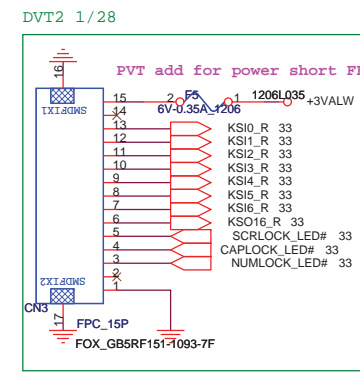 DVT2 1/28
PVT add for power short
16
SMDFIX1
15
2
F5
1
1206L035
+3VALW
6V-0.35A_1206
14
13
KSI0_R 33
12
KSI1_R 33
11
KSI2_R 33
10
KSI3_R 33
9
KSI4_R 33
8
KSI5_R 33
7
KSI6_R 33
6
KSO16_R 33
5
SCRLOCK_LED# 33
4
CAPLOCK_LED# 33
3
NUMLOCK_LED# 33
2
1
SMDFIX2
CN3
17
FPC_15P
FOX_GB5RF151-1093-7F